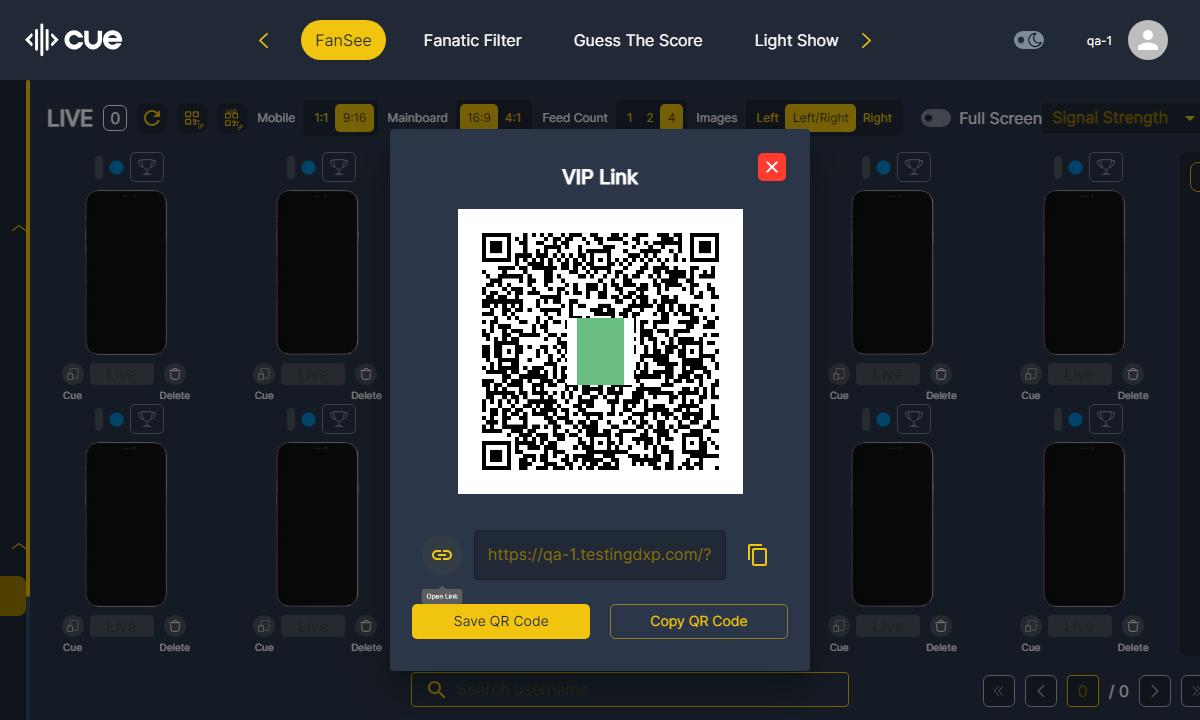 cue
FanSee
Fanatic Filter
Guess The Score
Light Show
qa-1
LIVE 0
Mobile 1:1 9:16
Mainboard 16:9 4:1
Feed Count 1 2 4
Images Left Left/Right Right
Full Screen
Signal Strength
VIP Link
Live Live Live Live
Cue Delete Cue Delete Cue Delete Cue Delete
https://qa-1.testingdxp.com/?
Open Link
Save QR Code
Copy QR Code
Live Live Live Live
Cue Delete Cue Delete Cue Delete Cue Delete
Search username
0 / 0